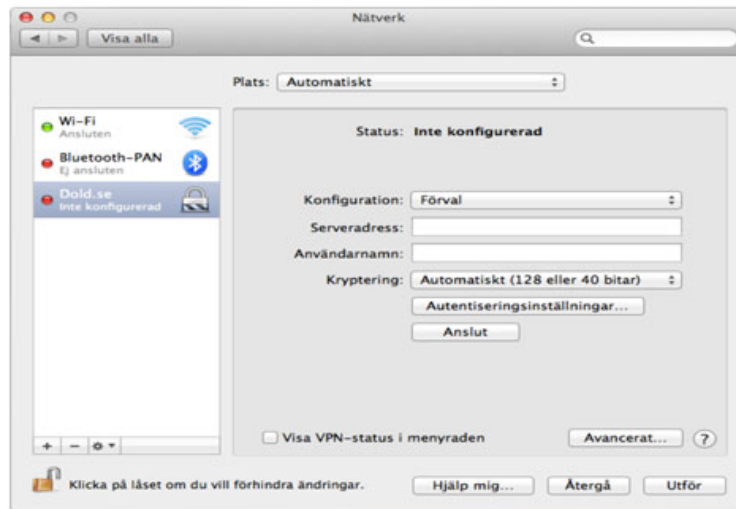 Nätverk
Visa alla
Plats: Automatiskt
Wi-Fi
Ansluten
Bluetooth-PAN
Ej ansluten
Dold.se
Inte konfigurerad
Status: Inte konfigurerad
Konfiguration: Förval
Serveradress:
Användarnamn:
Kryptering: Automatiskt (128 eller 40 bitar)
Autentiseringsinställningar...
Anslut
Visa VPN-status i menyraden
Avancerat... ?
Klicka på låset om du vill förhindra ändringar.
Hjälp mig... Återgå Utför